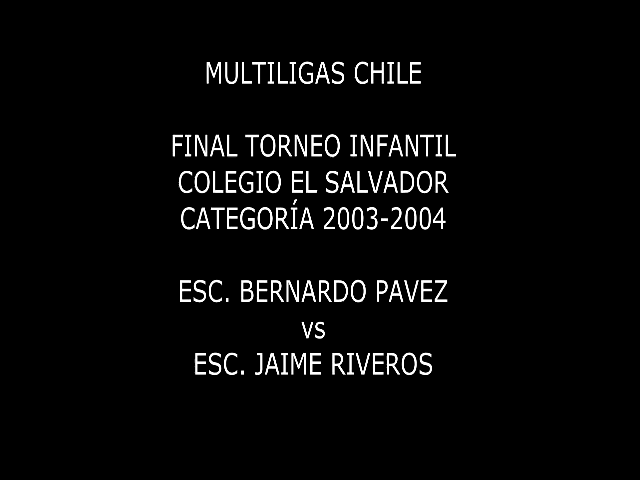 MULTILIGAS CHILE
FINAL TORNEO INFANTIL
COLEGIO EL SALVADOR
CATEGORÍA 2003-2004
ESC. BERNARDO PAVEZ
vs
ESC. JAIME RIVEROS